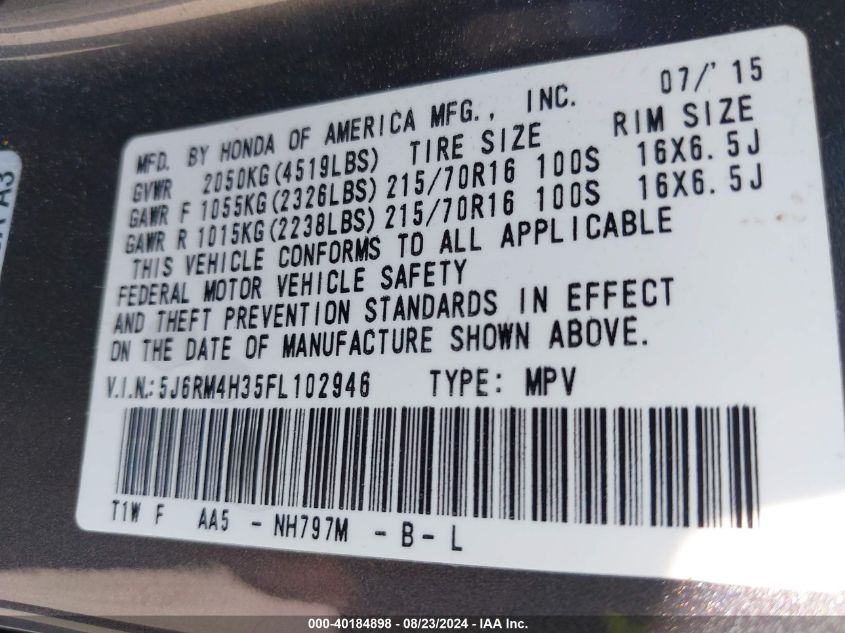 MFD. BY HONDA OF AMERICA MFG., INC. 07/'15
GVWR 2050KG(4519LBS) TIRE SIZE RIM SIZE
GAWR F 1055KG(2326LBS) 215/70R16 100S 16X6.5J
GAWR R 1015KG(2238LBS) 215/70R16 100S 16X6.5J
THIS VEHICLE CONFORMS TO ALL APPLICABLE
FEDERAL MOTOR VEHICLE SAFETY
AND THEFT PREVENTION STANDARDS IN EFFECT
ON THE DATE OF MANUFACTURE SHOWN ABOVE.
V.I.N.: 5J6RM4H35FL102946 TYPE: MPV
T1W F AA5 - NH797M - B - L
000-40184898 - 08/23/2024 - IAA Inc.